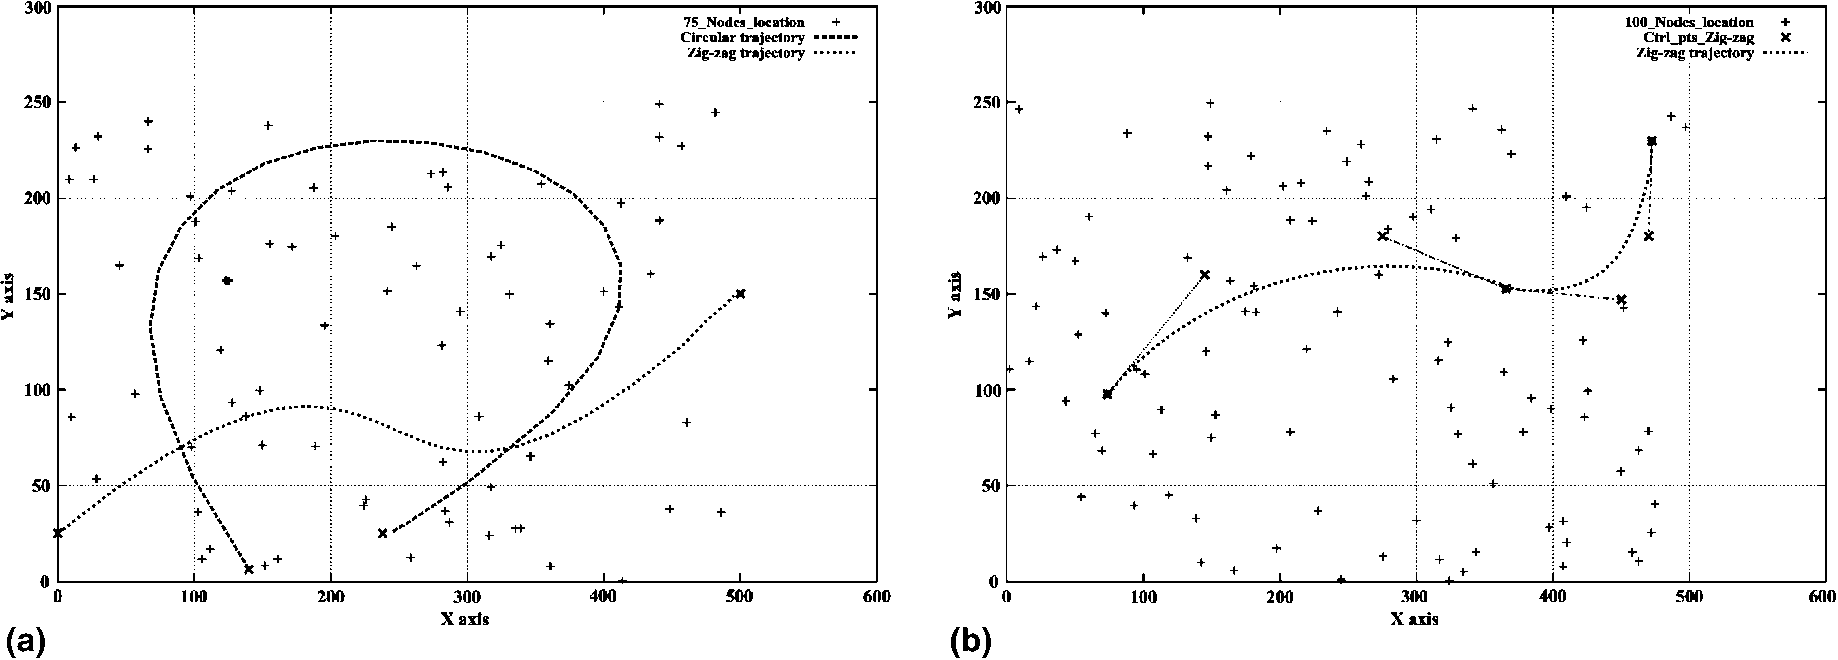 300
250
200
150
100
50
0
0 100 200 300 400 500 600
X axis
Y axis
75_Nodes_location
Circular trajectory
Zig-zag trajectory
(a)
300
250
200
150
100
50
0
0 100 200 300 400 500 600
X axis
Y axis
100_Nodes_location
Ctrl_pts_Zig-zag
Zig-zag trajectory
(b)